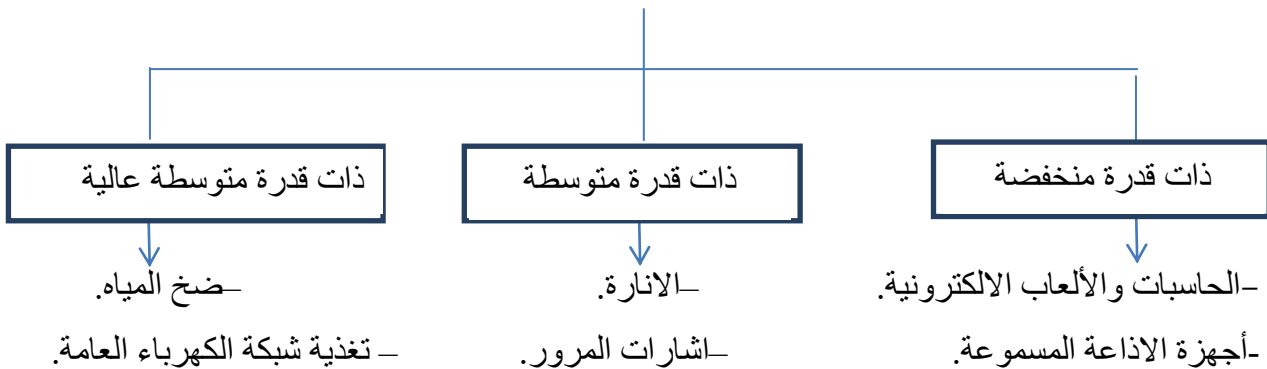 ذات قدرة منخفضة
–الحاسبات والألعاب الالكترونية.
-أجهزة الاذاعة المسموعة.
ذات قدرة متوسطة
–الانارة.
–اشارات المرور.
ذات قدرة متوسطة عالية
–ضخ المياه.
– تغذية شبكة الكهرباء العامة.